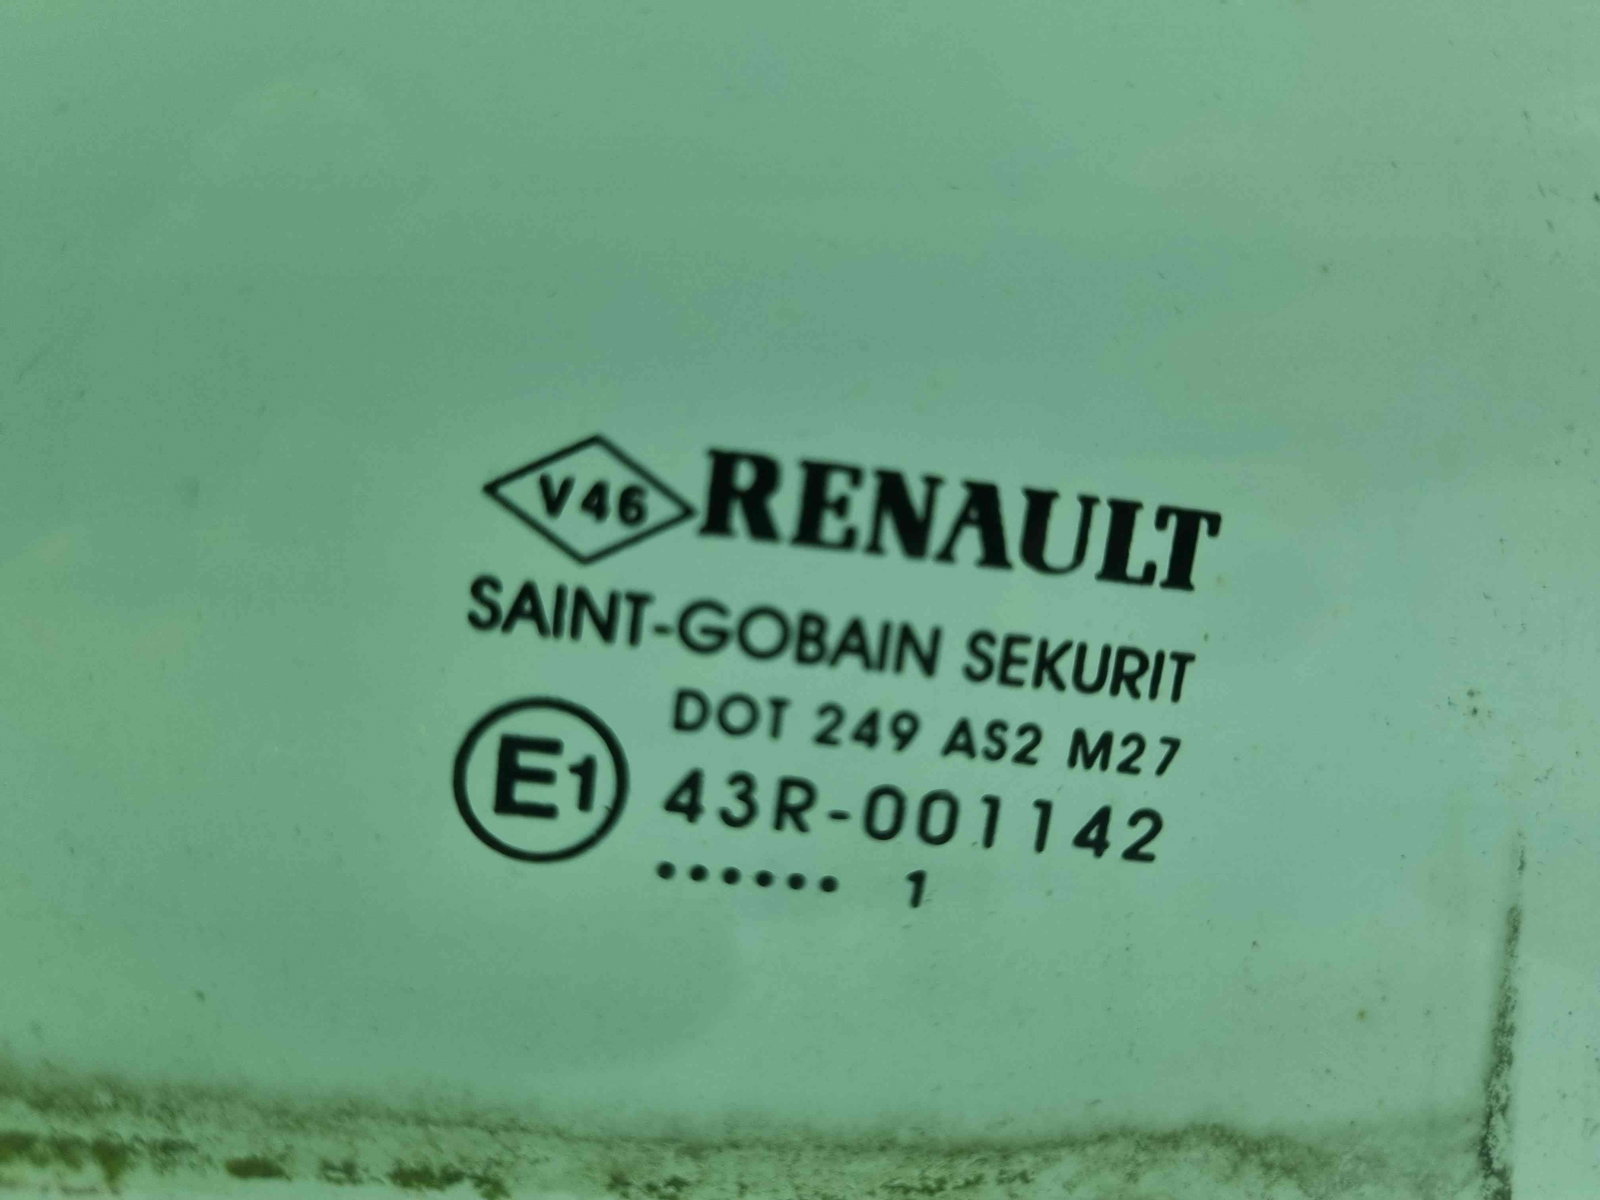 V46 RENAULT
SAINT-GOBAIN SEKURIT
DOT 249 AS2 M27
E1 43R-001142
...... 1